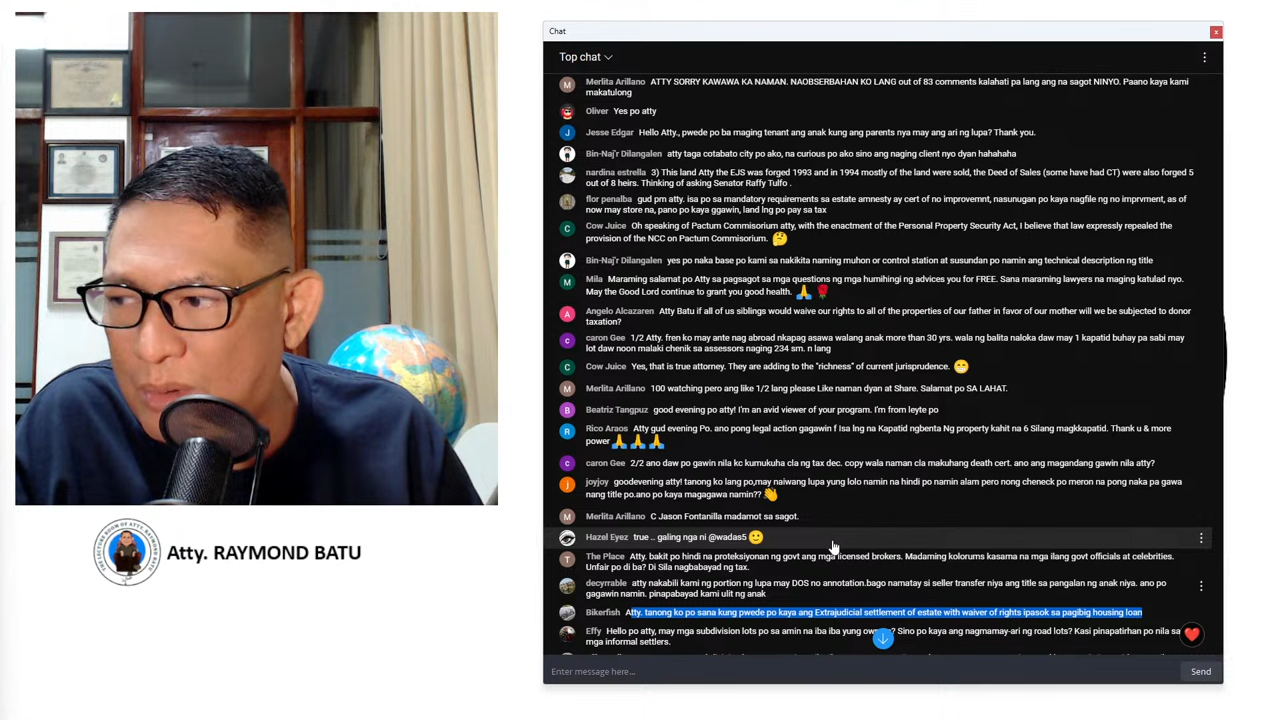 Chat
x
Top chat
M Merlita Arillano ATTY SORRY KAWAWA KA NAMAN. NAOBSERBAHAN KO LANG out of 83 comments kalahati pa lang ang na sagot NINYO. Paano kaya kami
makatulong
Oliver Yes po atty
J Jesse Edgar Hello Atty., pwede po ba maging tenant ang anak kung ang parents nya may ang ari ng lupa? Thank you.
Bin-Naj'r Dilangalen atty taga cotabato city po ako, na curious po ako sino ang naging client nyo dyan hahahaha
nardina estrella 3) This land Atty the EJS was forged 1993 and in 1994 mostly of the land were sold, the Deed of Sales (some have had CT) were also forged 5
out of 8 heirs. Thinking of asking Senator Raffy Tulfo .
flor penalba gud pm atty. isa po sa mandatory requirements sa estate amnesty ay cert of no improvemnt, nasunugan po kaya nagfile ng no imprvment, as
of now may store na, pano po kaya ggawin, land lng po pay sa tax
C Cow Juice Oh speaking of Pactum Commisorium atty, with the enactment of the Personal Property Security Act, I believe that law expressly repealed the
provision of the NCC on Pactum Commisorium. 🤔
Bin-Naj'r Dilangalen yes po naka base po kami sa nakikita naming muhon or control station at susundan po namin ang technical description ng title
M Mila Maraming salamat po Atty sa pagsagot sa mga questions ng mga humihingi ng advices you for FREE. Sana maraming lawyers na maging katulad nyo.
May the Good Lord continue to grant you good health. 🙏 🌹
A Angelo Alcazaren Atty Batu if all of us siblings would waive our rights to all of the properties of our father in favor of our mother will we be subjected to donor
taxation?
c caron Gee 1/2 Atty. fren ko may ante nag abroad nkapag asawa walang anak more than 30 yrs. wala ng balita naloka daw may 1 kapatid buhay pa sabi may
lot daw noon malaki chenik sa assessors naging 234 sm. n lang
C Cow Juice Yes, that is true attorney. They are adding to the "richness" of current jurisprudence. 😁
M Merlita Arillano 100 watching pero ang like 1/2 lang please Like naman dyan at Share. Salamat po SA LAHAT.
B Beatriz Tangpuz good evening po atty! I'm an avid viewer of your program. I'm from leyte po
R Rico Araos Atty gud evening Po. ano pong legal action gagawin f Isa lng na Kapatid ngbenta Ng property kahit na 6 Silang magkkapatid. Thank u & more
power 🙏🙏🙏
c caron Gee 2/2 ano daw po gawin nila kc kumukuha cla ng tax dec. copy wala naman cla makuhang death cert. ano ang magandang gawin nila atty?
j joyjoy goodevening atty! tanong ko lang po,may naiwang lupa yung lolo namin na hindi po namin alam pero nong cheneck po meron na pong naka pa gawa
nang title po.ano po kaya magagawa namin?? 👋
M Merlita Arillano C Jason Fontanilla madamot sa sagot.
Hazel Eyez true .. galing nga ni @wadas5 🙂
T The Place Atty. bakit po hindi na proteksiyonan ng govt ang mga licensed brokers. Madaming kolorums kasama na mga ilang govt officials at celebrities.
Unfair po di ba? Di Sila nagbabayad ng tax.
decyrrable atty nakabili kami ng portion ng lupa may DOS no annotation.bago namatay si seller transfer niya ang title sa pangalan ng anak niya. ano po
gagawin namin. pinapabayad kami ulit ng anak
Bikerfish Atty. tanong ko po sana kung pwede po kaya ang Extrajudicial settlement of estate with waiver of rights ipasok sa pagibig housing loan
Effy Hello po atty, may mga subdivision lots po sa amin na iba iba yung ? Sino po kaya ang nagmamay-ari ng road lots? Kasi pinapatirhan po nila sa
mga informal settlers.
Enter message here...
Send
Atty. RAYMOND BATU